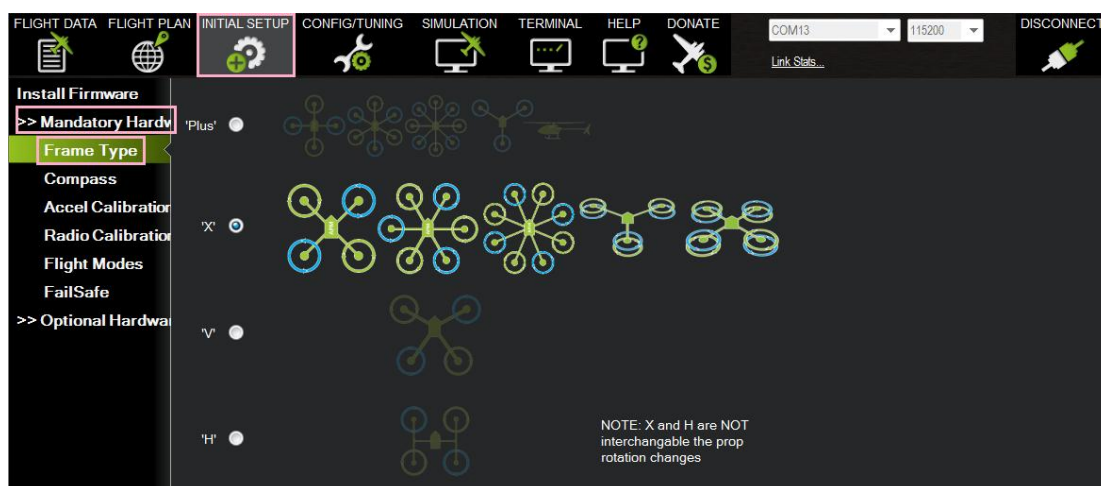 FLIGHT DATA FLIGHT PLAN INITIAL SETUP CONFIG/TUNING SIMULATION TERMINAL HELP DONATE COM13 115200 DISCONNECT
Link Stats...
Install Firmware
>> Mandatory Hardw
Frame Type
Compass
Accel Calibration
Radio Calibration
Flight Modes
FailSafe
>> Optional Hardwar
'Plus'
'X'
'V'
'H'
NOTE: X and H are NOT
interchangable the prop
rotation changes